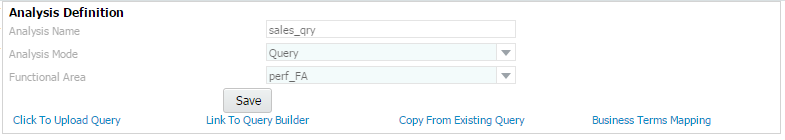 Analysis Definition
Analysis Name sales_qry
Analysis Mode Query
Functional Area perf_FA
Save
Click To Upload Query Link To Query Builder Copy From Existing Query Business Terms Mapping